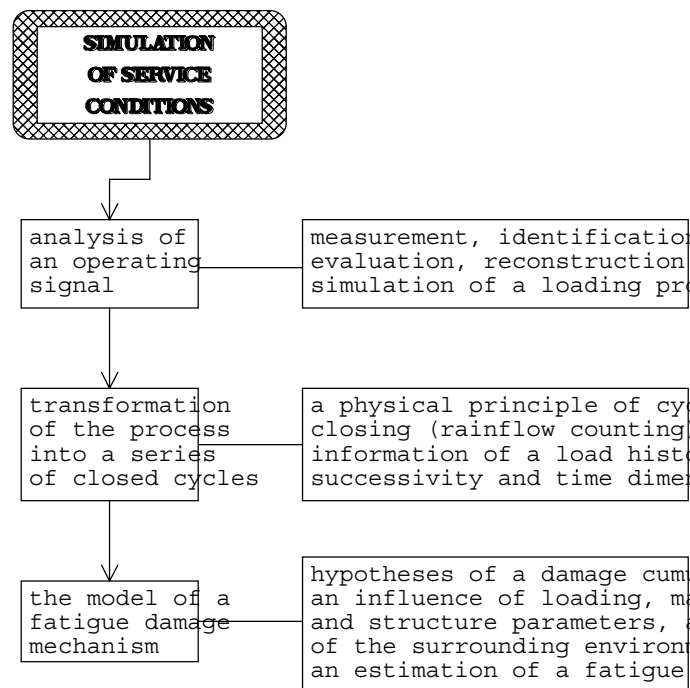 SIMULATION
OF SERVICE
CONDITIONS
analysis of
an operating
signal
measurement, identification
evaluation, reconstruction
simulation of a loading
transformation
of the process
into a series
of closed cycles
a physical principle of
closing (rainflow counting)
information of a load
successivity and time
the model of a
fatigue damage
mechanism
hypotheses of a damage
an influence of loading,
and structure parameters,
of the surrounding
an estimation of a fatigue